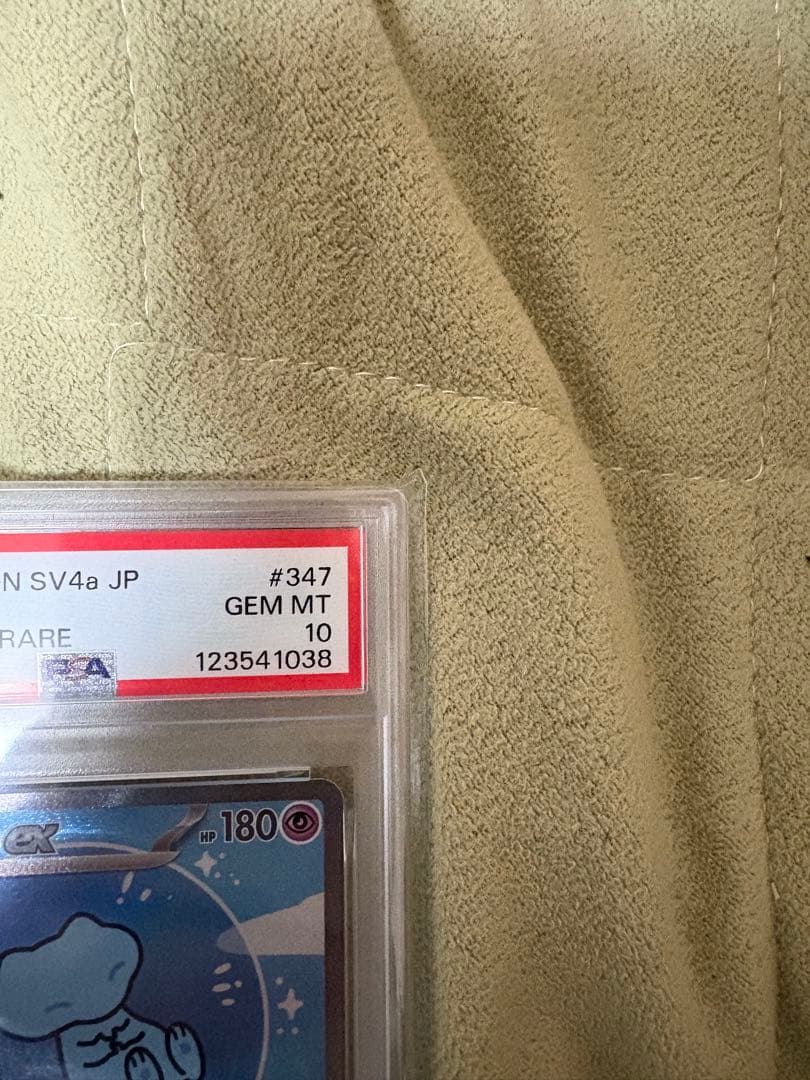 N SV4a JP #347
GEM MT
RARE 10
PSA 123541038
ex HP 180